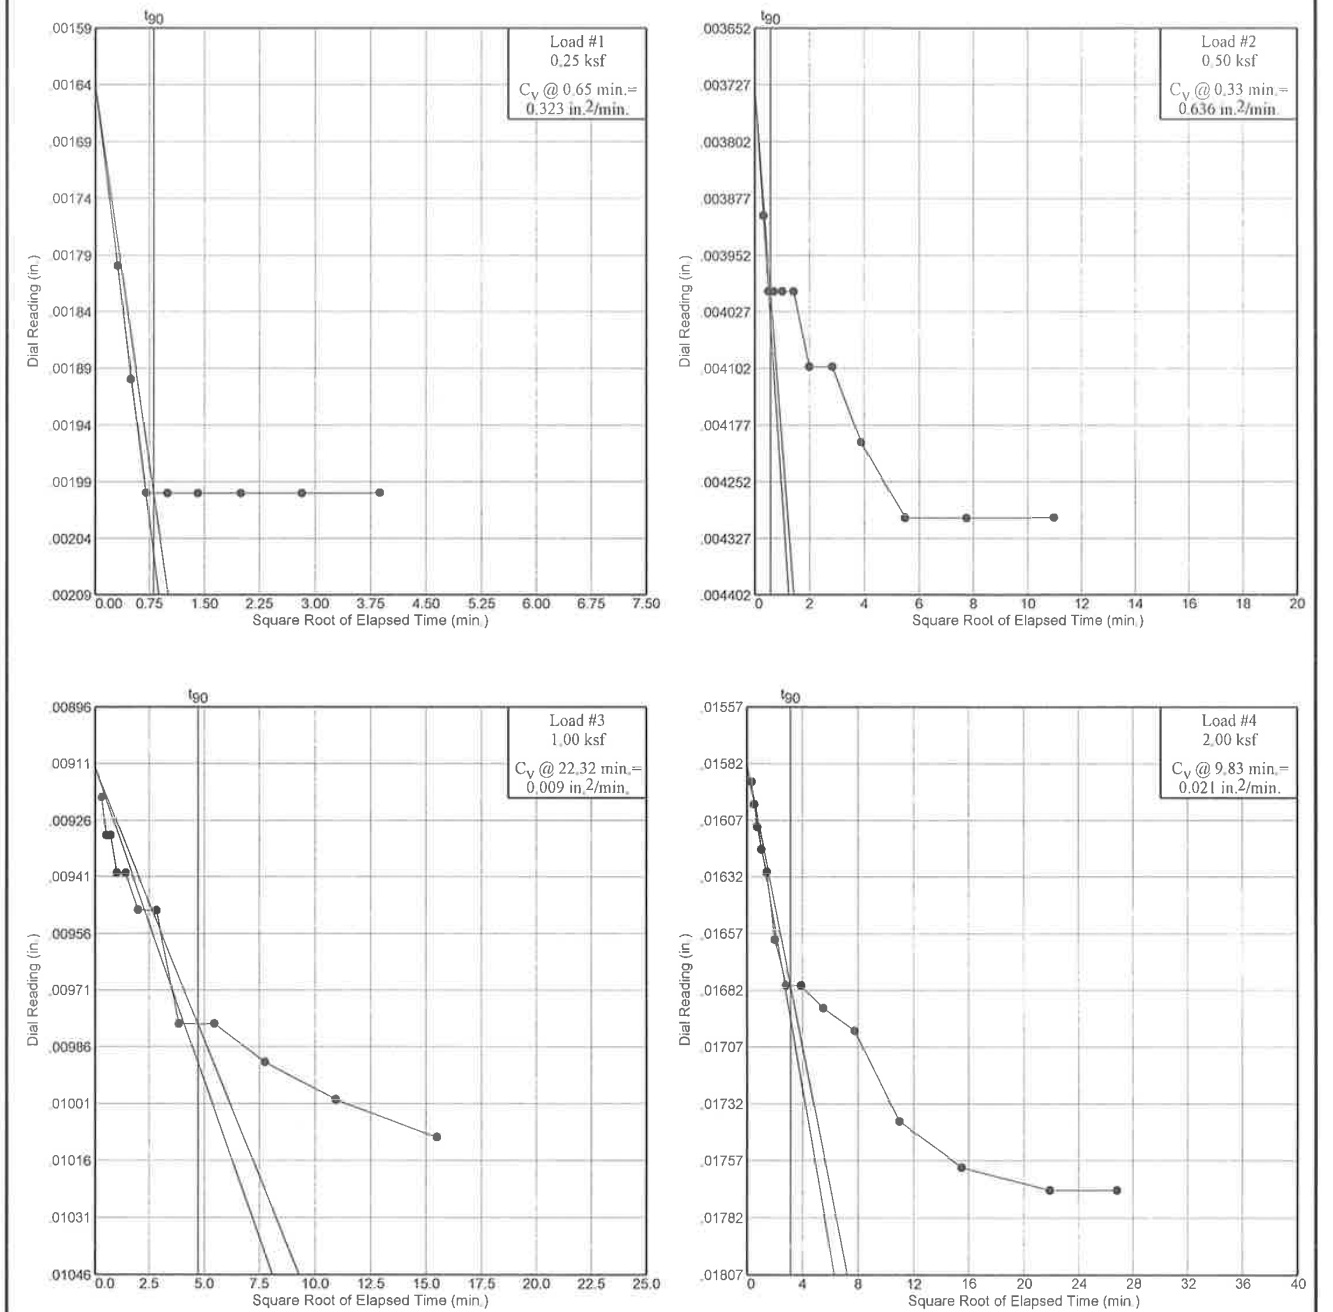 t90
.00159
.00164
.00169
.00174
.00179
.00184
.00189
.00194
.00199
.00204
.00209
Dial Reading (in.)
0.00 0.75 1.50 2.25 3.00 3.75 4.50 5.25 6.00 6.75 7.50
Square Root of Elapsed Time (min.)
Load #1
0.25 ksf
Cv @ 0.65 min.=
0.323 in.2/min.
t90
.003652
.003727
.003802
.003877
.003952
.004027
.004102
.004177
.004252
.004327
.004402
Dial Reading (in.)
0 2 4 6 8 10 12 14 16 18 20
Square Root of Elapsed Time (min.)
Load #2
0.50 ksf
Cv @ 0.33 min.=
0.636 in.2/min.
t90
.00896
.00911
.00926
.00941
.00956
.00971
.00986
.01001
.01016
.01031
.01046
Dial Reading (in.)
0.0 2.5 5.0 7.5 10.0 12.5 15.0 17.5 20.0 22.5 25.0
Square Root of Elapsed Time (min.)
Load #3
1.00 ksf
Cv @ 22.32 min.=
0.009 in.2/min.
t90
.01557
.01582
.01607
.01632
.01657
.01682
.01707
.01732
.01757
.01782
.01807
Dial Reading (in.)
0 4 8 12 16 20 24 28 32 36 40
Square Root of Elapsed Time (min.)
Load #4
2.00 ksf
Cv @ 9.83 min.=
0.021 in.2/min.